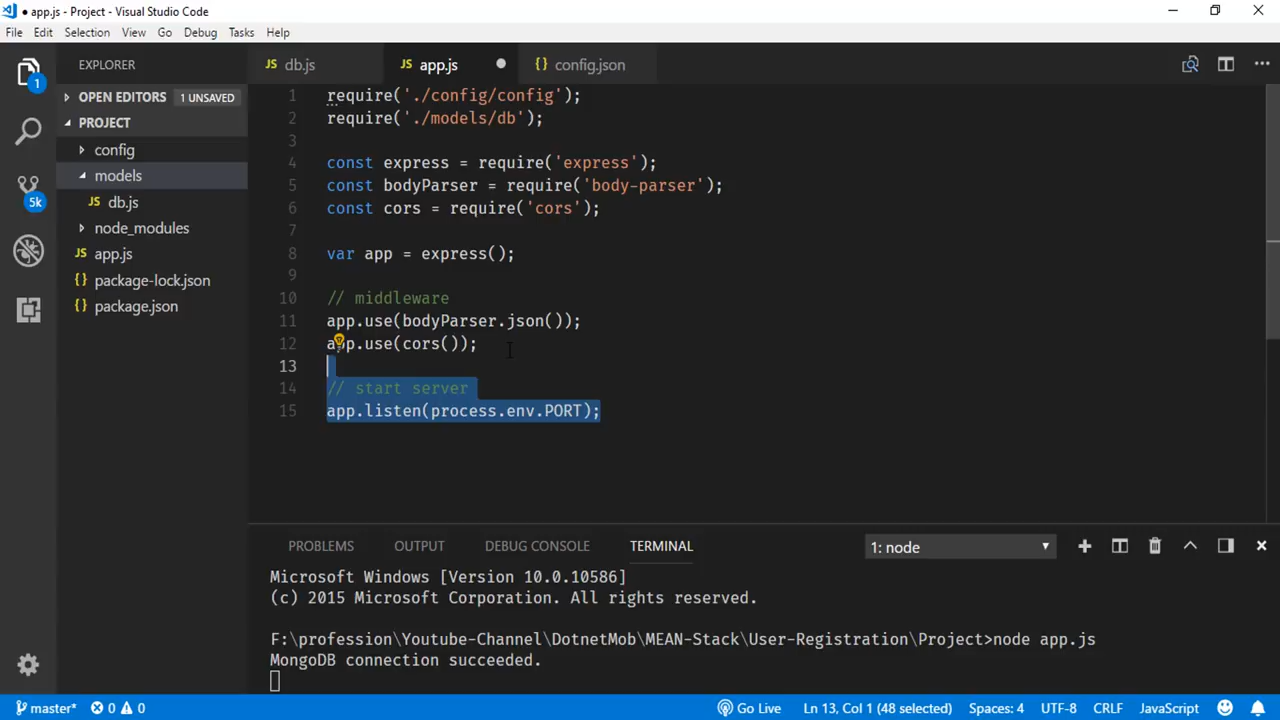 ● app.js - Project - Visual Studio Code
File Edit Selection View Go Debug Tasks Help
EXPLORER
JS db.js
JS app.js
{} config.json
1
OPEN EDITORS 1 UNSAVED
PROJECT
config
models
JS db.js
node_modules
JS app.js
{} package-lock.json
{} package.json
5k
1 require('./config/config');
2 require('./models/db');
3
4 const express = require('express');
5 const bodyParser = require('body-parser');
6 const cors = require('cors');
7
8 var app = express();
9
10 // middleware
11 app.use(bodyParser.json());
12 app.use(cors());
13
14 // start server
15 app.listen(process.env.PORT);
PROBLEMS OUTPUT DEBUG CONSOLE TERMINAL 1: node
Microsoft Windows [Version 10.0.10586]
(c) 2015 Microsoft Corporation. All rights reserved.
F:\profession\Youtube-Channel\DotnetMob\MEAN-Stack\User-Registration\Project>node app.js
MongoDB connection succeeded.
master* 0 0 Go Live Ln 13, Col 1 (48 selected) Spaces: 4 UTF-8 CRLF JavaScript